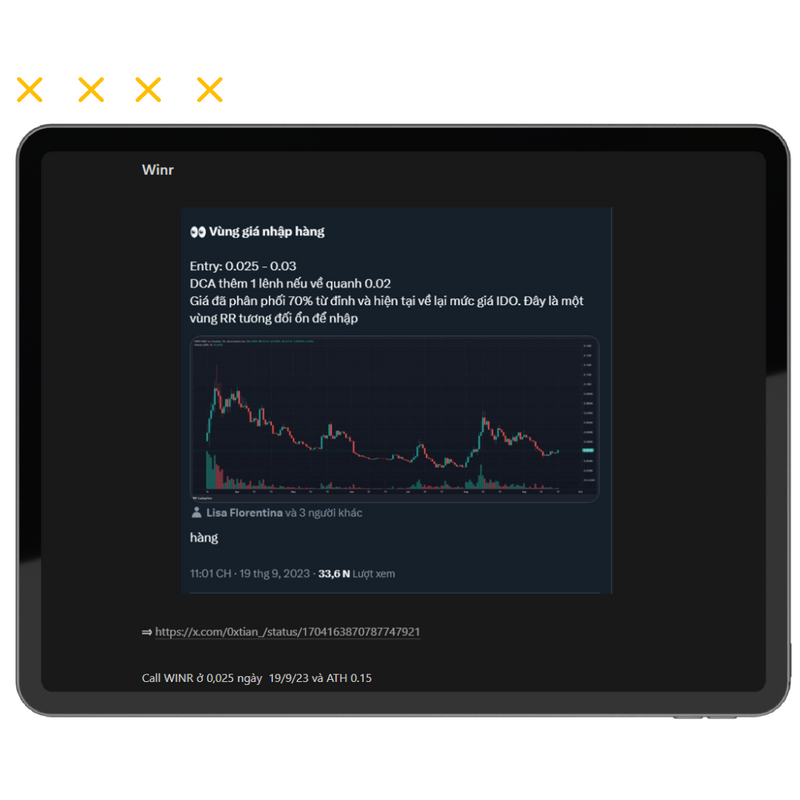 Winr
👀 Vùng giá nhập hàng
Entry: 0.025 - 0.03
DCA thêm 1 lênh nếu về quanh 0.02
Giá đã phân phối 70% từ đỉnh và hiện tại về lại mức giá IDO. Đây là một
vùng RR tương đối ổn để nhập
Lisa Florentina và 3 người khác
hàng
11:01 CH · 19 thg 9, 2023 · 33,6 N Lượt xem
⇒ https://x.com/0xtian_/status/1704163870787747921
Call WINR ở 0,025 ngày 19/9/23 và ATH 0.15